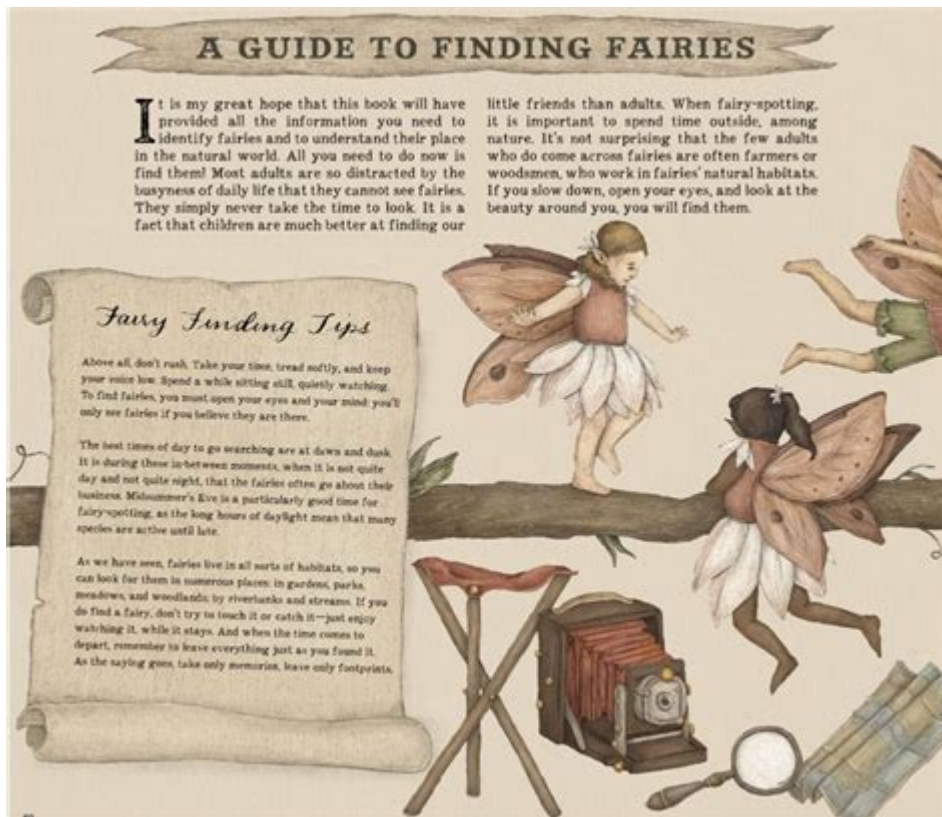 A GUIDE TO FINDING FAIRIES
It is my great hope that this book will have
provided all the information you need to
identify fairies and to understand their place
in the natural world. All you need to do now is
find them! Most adults are so distracted by the
busyness of daily life that they cannot see fairies.
They simply never take the time to look. It is a
fact that children are much better at finding our
little friends than adults. When fairy-spotting,
it is important to spend time outside, among
nature. It's not surprising that the few adults
who do come across fairies are often farmers or
woodsmen, who work in fairies' natural habitats.
If you slow down, open your eyes, and look at the
beauty around you, you will find them.
Fairy Finding Tips
Above all, don't rush. Take your time, tread softly, and keep
your voice low. Spend a while sitting still, quietly watching.
To find fairies, you must open your eyes and your mind: you'll
only see fairies if you believe they are there.
The best times of day to go searching are at dawn and dusk.
It is during these in-between moments, when it is not quite
day and not quite night, that the fairies often go about their
business. Midsummer's Eve is a particularly good time for
fairy-spotting, as the long hours of daylight mean that many
species are active until late.
As we have seen, fairies live in all sorts of habitats, so you
can look for them in numerous places: in gardens, parks,
meadows, and woodlands; by riverbanks and streams. If you
do find a fairy, don't try to touch it or catch it—just enjoy
watching it, while it stays. And when the time comes to
depart, remember to leave everything just as you found it.
As the saying goes, take only memories, leave only footprints.